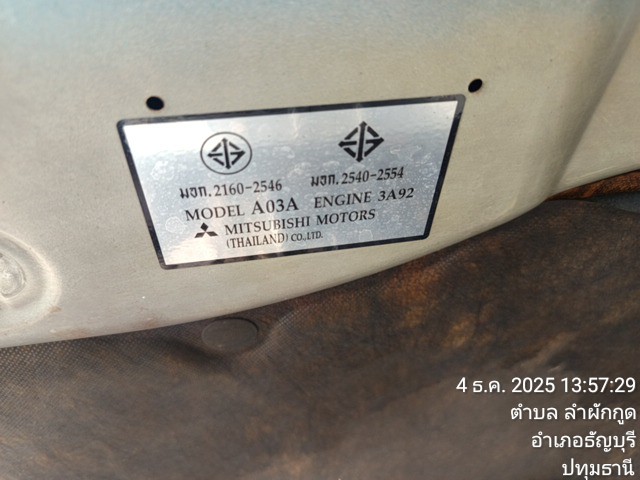 มอก.2160-2546 มอก.2540-2554
MODEL A03A ENGINE 3A92
MITSUBISHI MOTORS
(THAILAND) CO.,LTD.
4 ธ.ค. 2025 13:57:29
ตำบล ลำผักกูด
อำเภอธัญบุรี
ปทุมธานี